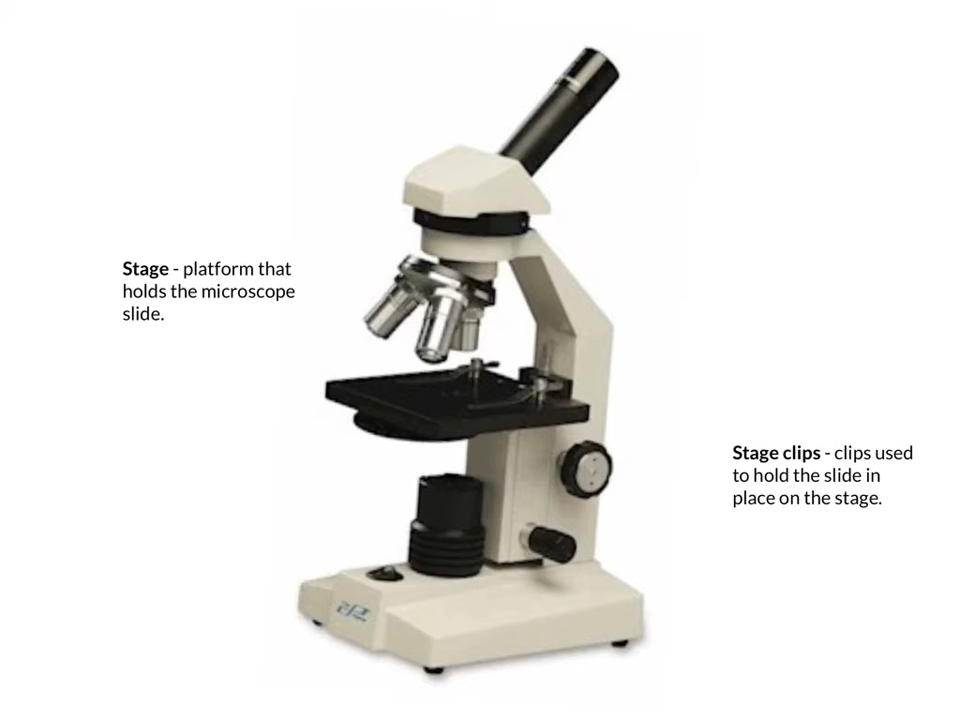 Stage - platform that
holds the microscope
slide.
Stage clips - clips used
to hold the slide in
place on the stage.